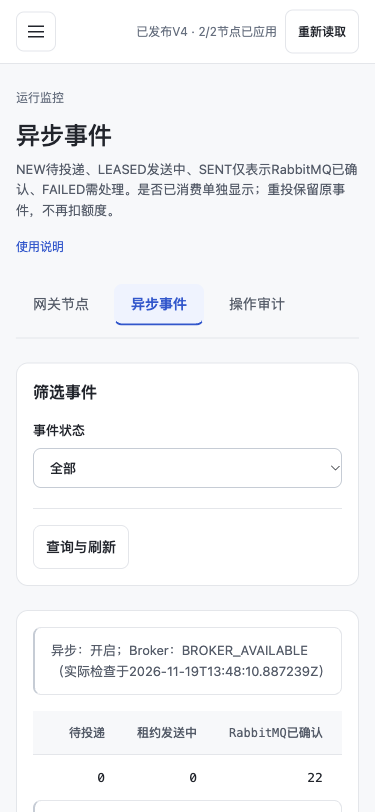 已发布V4 · 2/2节点已应用
重新读取
运行监控
异步事件
NEW待投递、LEASED发送中、SENT仅表示RabbitMQ已确
认、FAILED需处理。是否已消费单独显示；重投保留原事
件，不再扣额度。
使用说明
网关节点 异步事件 操作审计
筛选事件
事件状态
全部
查询与刷新
异步：开启；Broker：BROKER_AVAILABLE
（实际检查于2026-11-19T13:48:10.887239Z）
待投递 租约发送中 RabbitMQ已确认
0 0 22